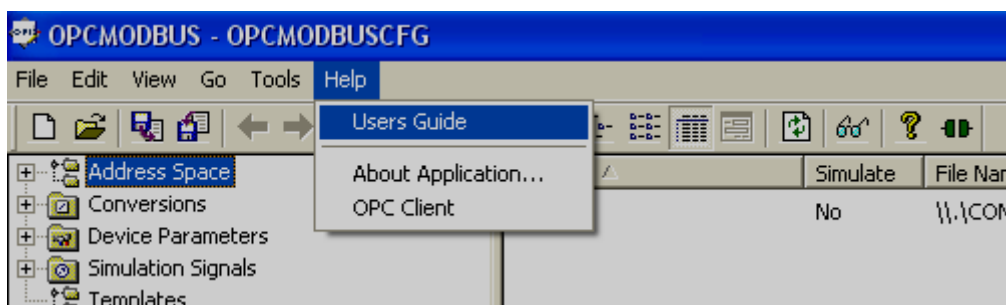 OPCMODBUS - OPCMODBUSCFG
File Edit View Go Tools Help
Users Guide
About Application...
OPC Client
Address Space
Conversions
Device Parameters
Simulation Signals
Templates
Simulate File Nar
No \\.\CON